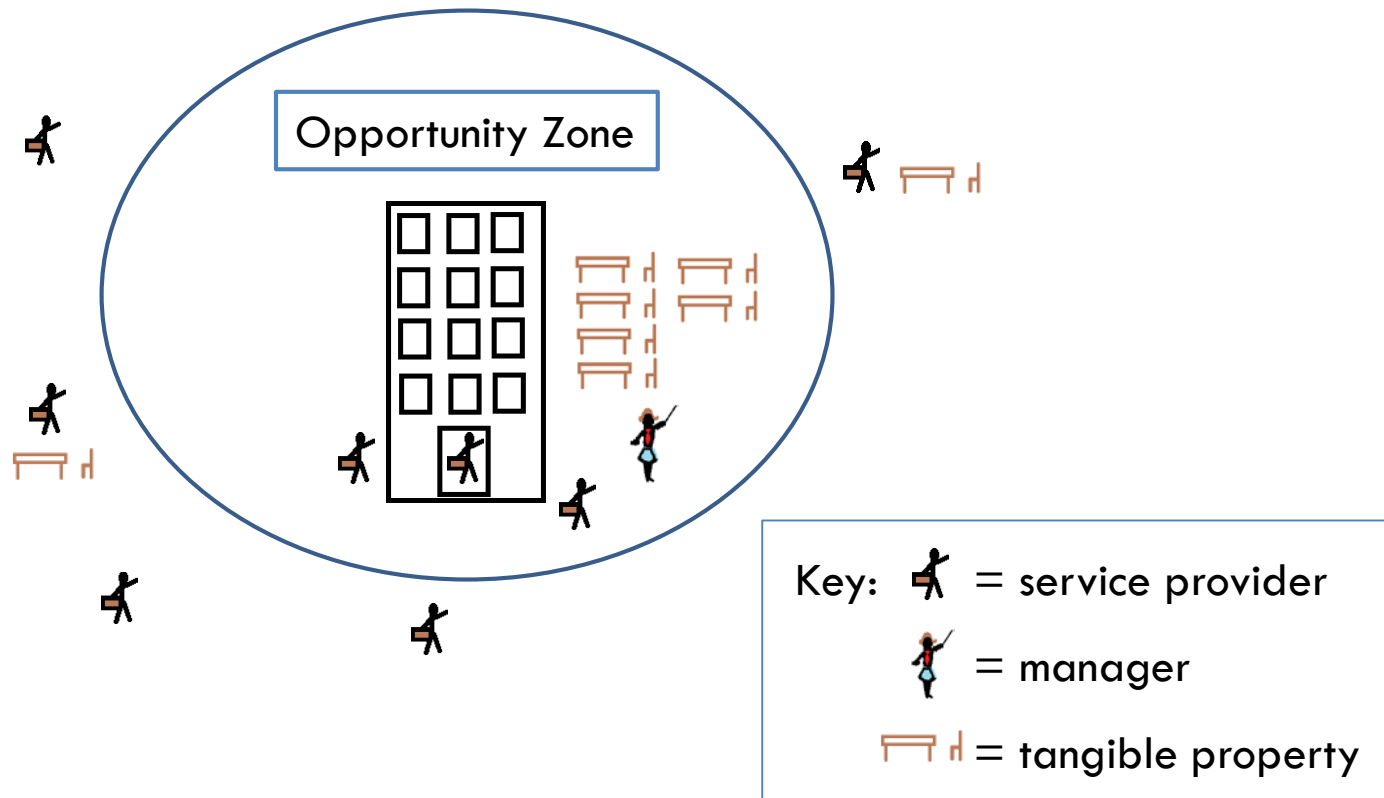 Opportunity Zone
Key: = service provider
= manager
= tangible property